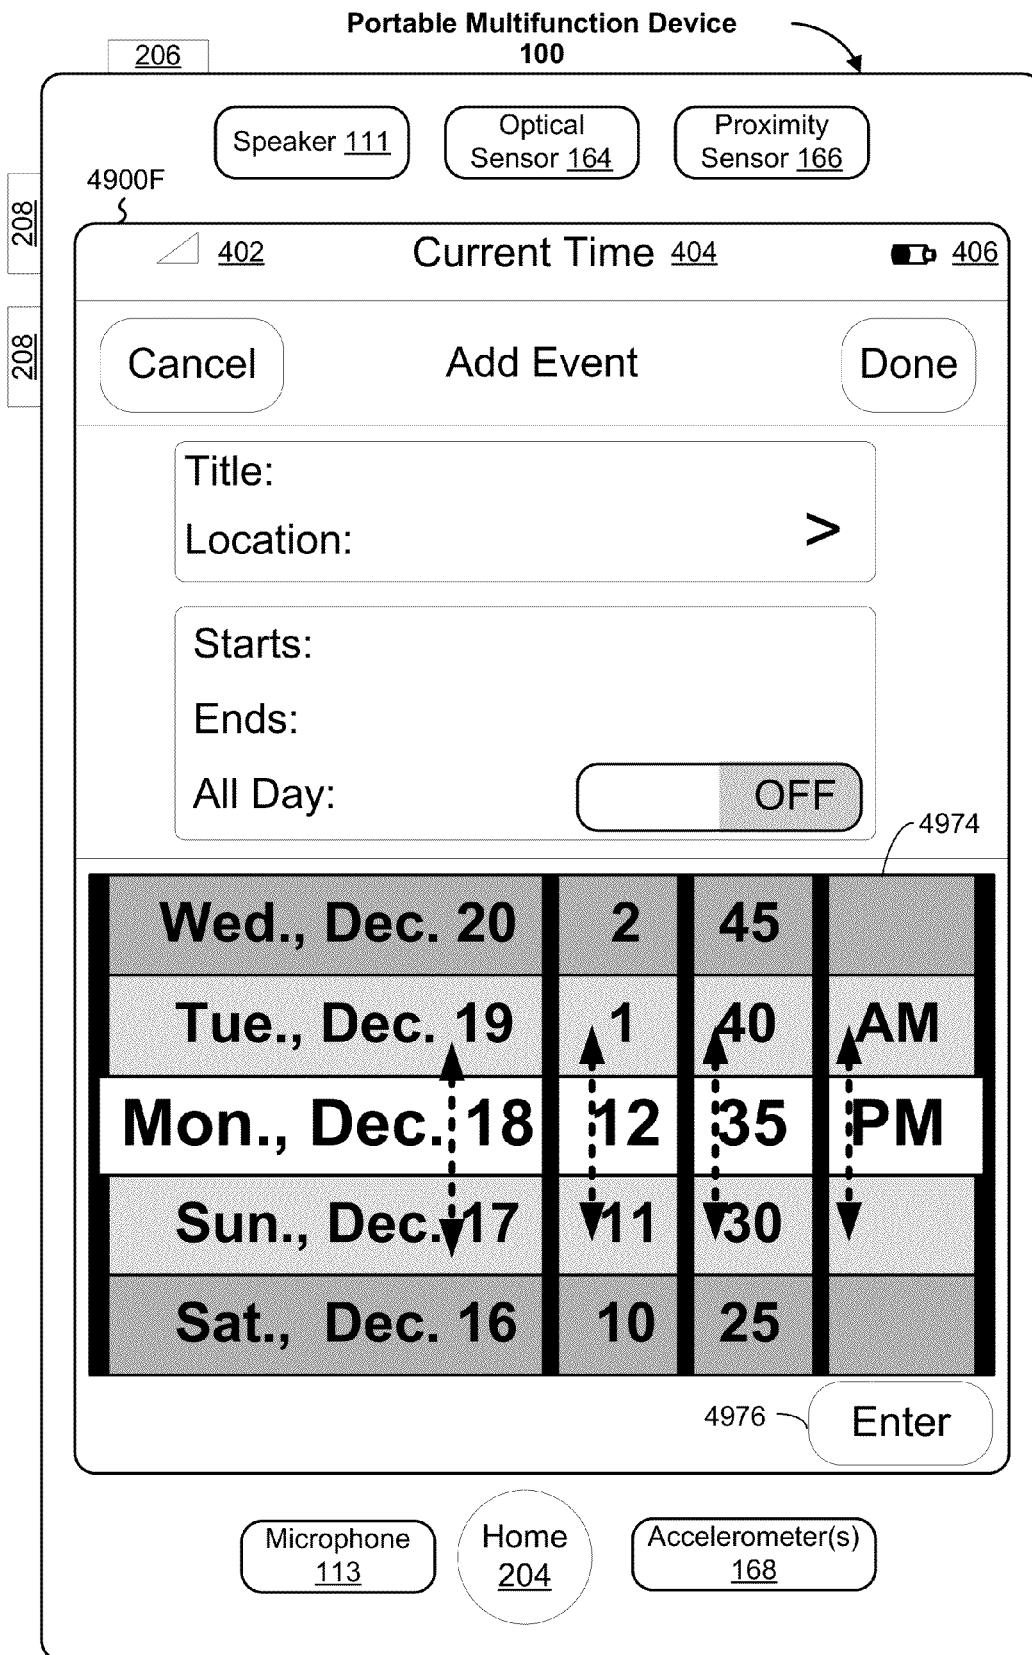 Portable Multifunction Device
100
206
Speaker 111
Optical
Sensor 164
Proximity
Sensor 166
4900F
208
208
402
Current Time 404
406
Cancel
Add Event
Done
Title:
Location:
>
Starts:
Ends:
All Day:
OFF
4974
Wed., Dec. 20 2 45
Tue., Dec. 19 1 40 AM
Mon., Dec. 18 12 35 PM
Sun., Dec. 17 11 30
Sat., Dec. 16 10 25
4976
Enter
Microphone
113
Home
204
Accelerometer(s)
168